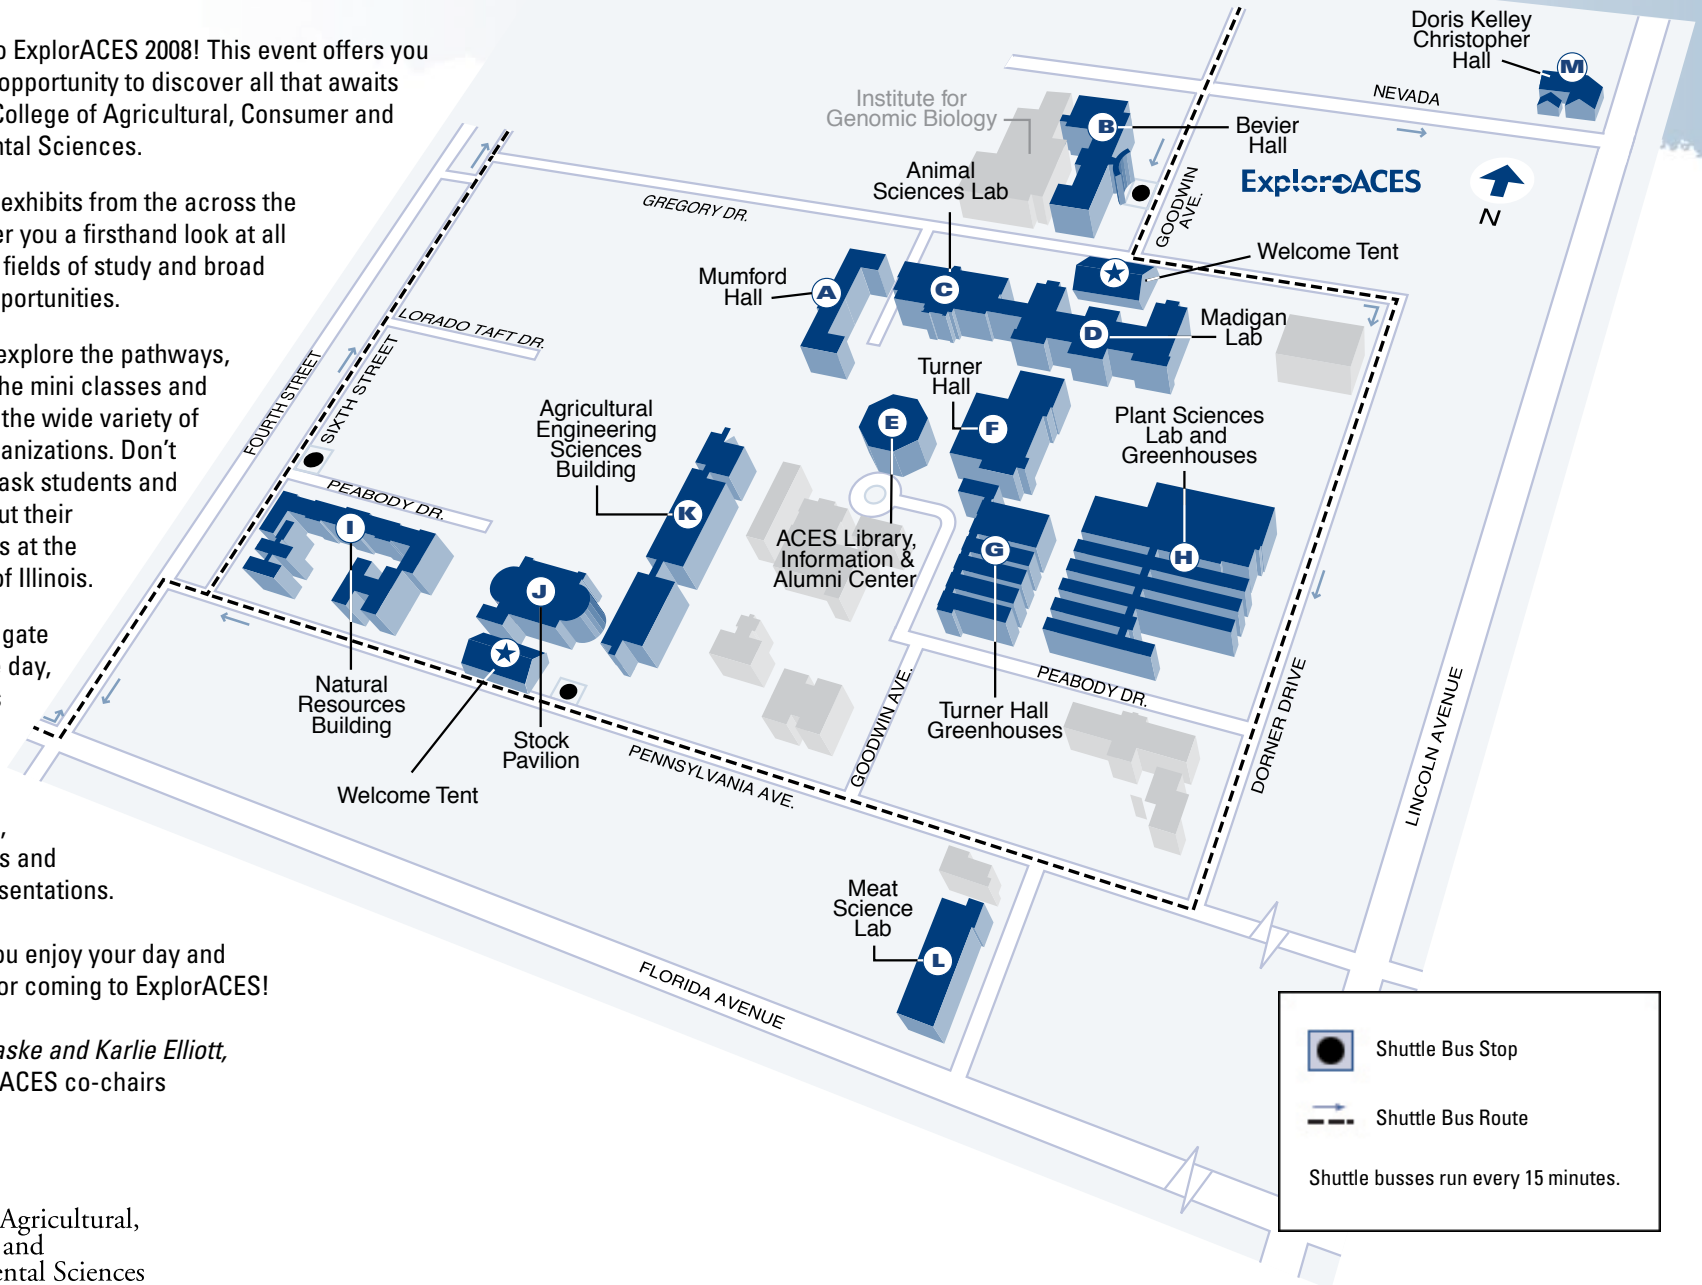 o ExplorACES 2008! This event offers you
opportunity to discover all that awaits
College of Agricultural, Consumer and
ntal Sciences.
exhibits from the across the
er you a firsthand look at all
fields of study and broad
portunities.
explore the pathways,
he mini classes and
the wide variety of
anizations. Don't
ask students and
ut their
s at the
of Illinois.
gate
day,
s
,
s and
sentations.
ou enjoy your day and
or coming to ExplorACES!
aske and Karlie Elliott,
ACES co-chairs
Agricultural,
and
ental Sciences
Doris Kelley
Christopher
Hall
M
NEVADA
Institute for
Genomic Biology
B
Bevier
Hall
ExplorACES
N
GOODWIN
AVE.
Animal
Sciences Lab
GREGORY DR.
Welcome Tent
Mumford
Hall
A
C
D
Madigan
Lab
LORADO TAFT DR.
FOURTH STREET
SIXTH STREET
Turner
Hall
E
F
Agricultural
Engineering
Sciences
Building
K
Plant Sciences
Lab and
Greenhouses
PEABODY DR.
I
ACES Library,
Information &
Alumni Center
G
H
J
Natural
Resources
Building
Stock
Pavilion
Welcome Tent
PENNSYLVANIA AVE.
GOODWIN AVE.
Turner Hall
Greenhouses
PEABODY DR.
DORNER DRIVE
LINCOLN AVENUE
Meat
Science
Lab
L
FLORIDA AVENUE
Shuttle Bus Stop
Shuttle Bus Route
Shuttle busses run every 15 minutes.